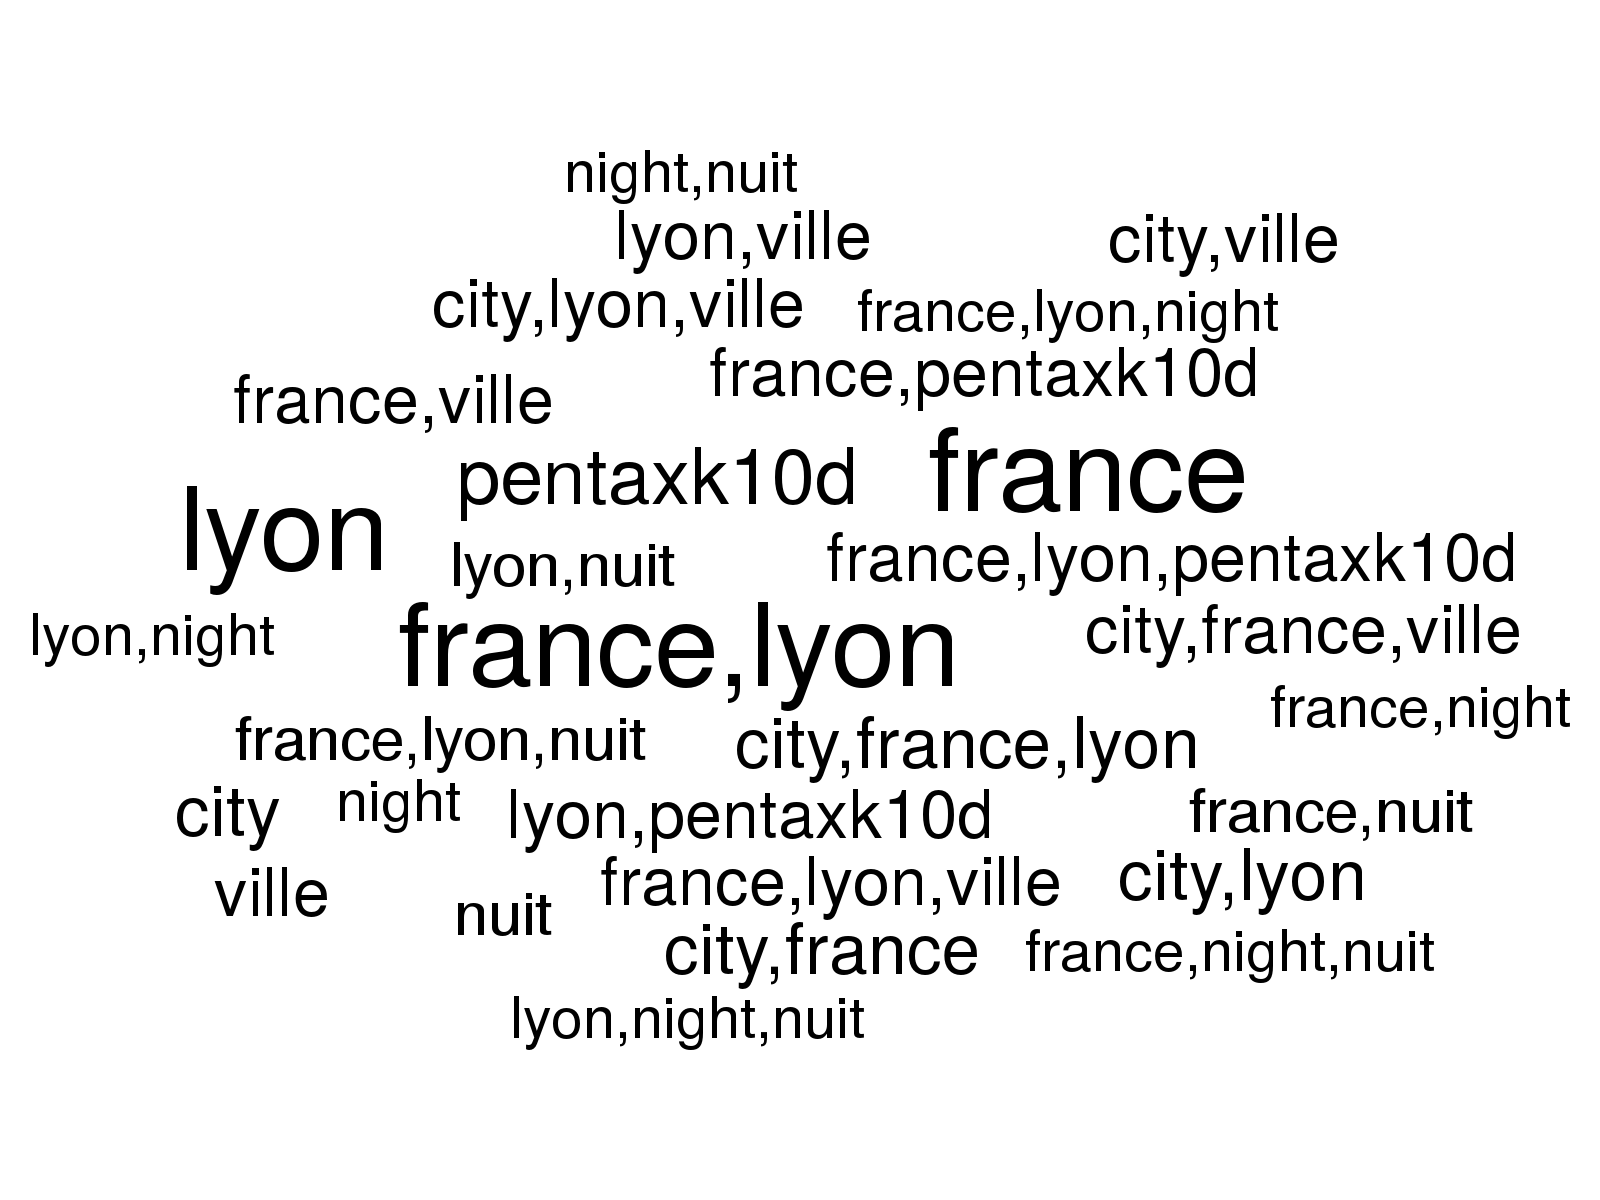 night,nuit
lyon,ville
city,ville
city,lyon,ville
france,lyon,night
france,pentaxk10d
france,ville
pentaxk10d
france
lyon
lyon,nuit
france,lyon,pentaxk10d
lyon,night
france,lyon
city,france,ville
france,night
france,lyon,nuit
city,france,lyon
city
night
lyon,pentaxk10d
france,nuit
ville
nuit
france,lyon,ville
city,lyon
city,france
france,night,nuit
lyon,night,nuit